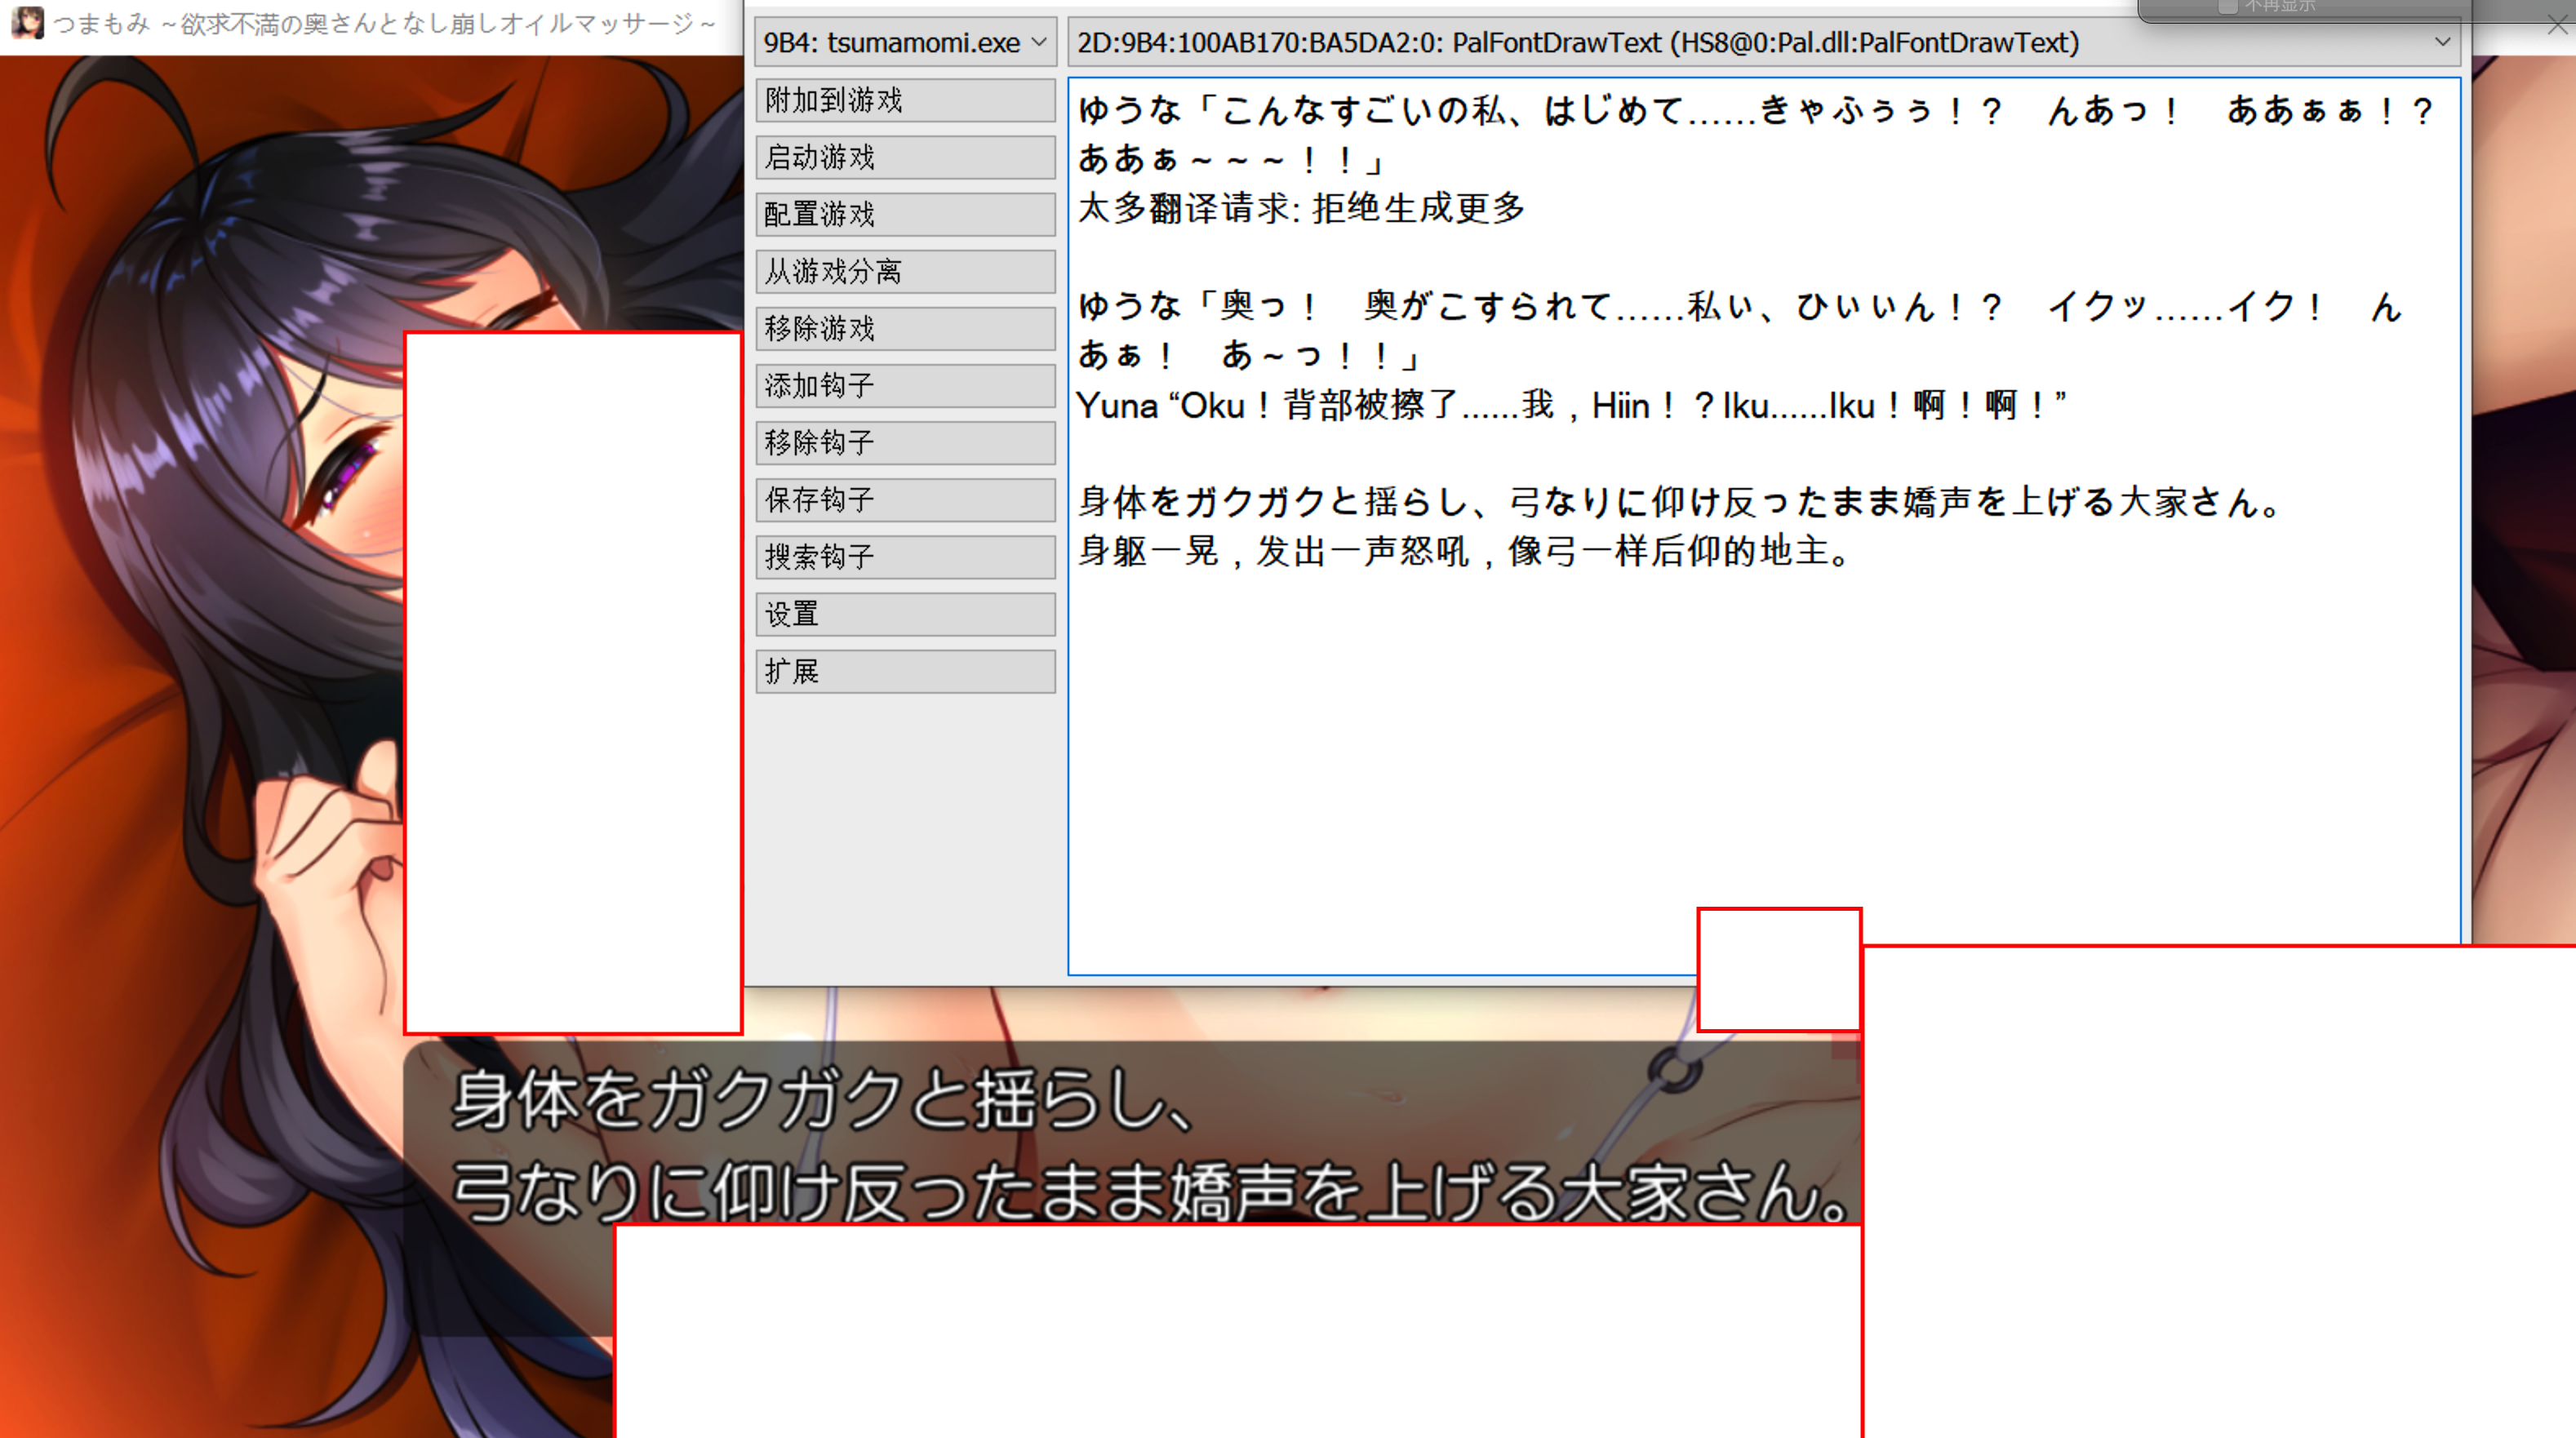 つまもみ ～欲求不満の奥さんとなし崩しオイルマッサージ～
不再显示
9B4: tsumamomi.exe
2D:9B4:100AB170:BA5DA2:0: PalFontDrawText (HS8@0:Pal.dll:PalFontDrawText)
附加到游戏
启动游戏
配置游戏
从游戏分离
移除游戏
添加钩子
移除钩子
保存钩子
搜索钩子
设置
扩展
ゆうな「こんなすごいの私、はじめて……きゃふぅぅ！？　んあっ！　ああぁぁ！？
ああぁ～～～！！」
太多翻译请求: 拒绝生成更多
ゆうな「奥っ！　奥がこすられて……私ぃ、ひぃぃん！？　イクッ……イク！　ん
あぁ！　あ～っ！！」
Yuna “Oku！背部被擦了......我，Hiin！？Iku......Iku！啊！啊！”
身体をガクガクと揺らし、弓なりに仰け反ったまま嬌声を上げる大家さん。
身躯一晃，发出一声怒吼，像弓一样后仰的地主。
身体をガクガクと揺らし、
弓なりに仰け反ったまま嬌声を上げる大家さん。